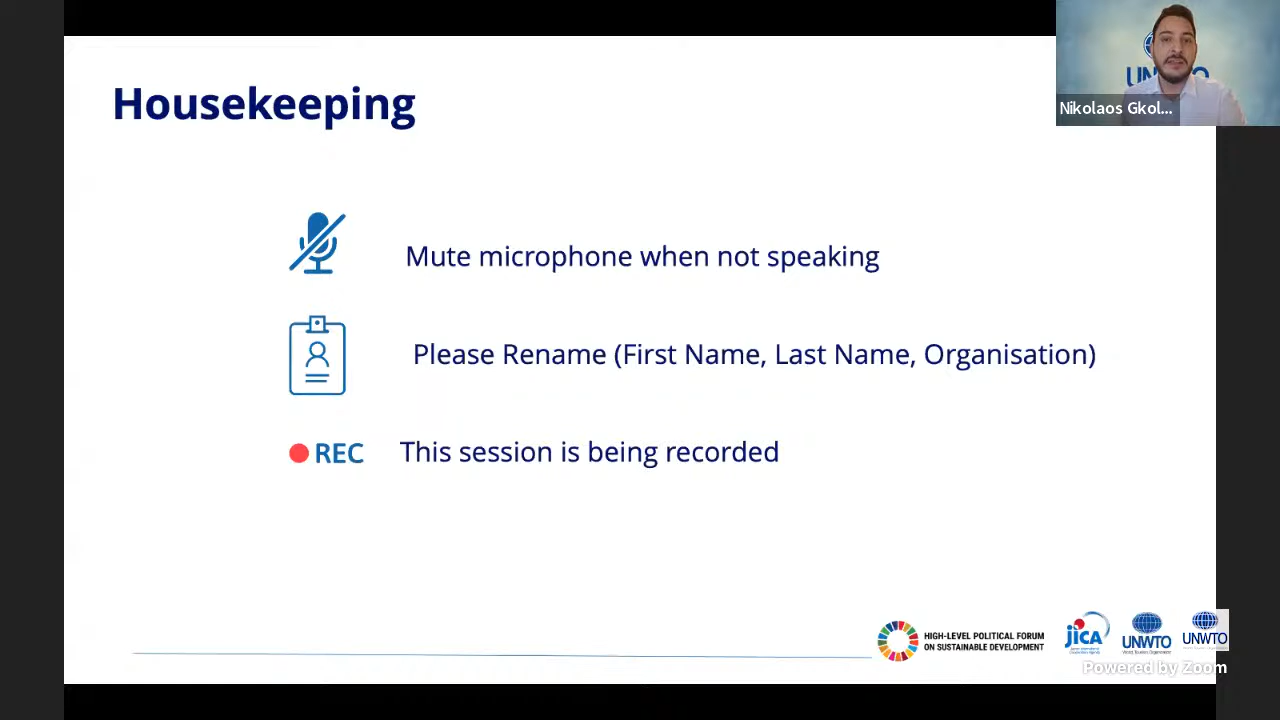 Housekeeping
UNWTO
Nikolaos Gkol...
Mute microphone when not speaking
Please Rename (First Name, Last Name, Organisation)
REC
This session is being recorded
HIGH-LEVEL POLITICAL FORUM
ON SUSTAINABLE DEVELOPMENT
jICA
UNWTO
UNWTO
Powered by Zoom